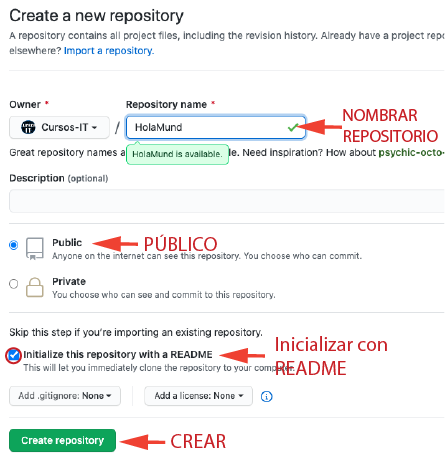 Create a new repository
A repository contains all project files, including the revision history. Already have a project repo
elsewhere? Import a repository.
Owner * Repository name *
Cursos-IT / HolaMund NOMBRAR REPOSITORIO
HolaMund is available.
Great repository names a le. Need inspiration? How about psychic-octo-
Description (optional)
Public PÚBLICO
Anyone on the internet can see this repository. You choose who can commit.
Private
You choose who can see and commit to this repository.
Skip this step if you're importing an existing repository.
Initialize this repository with a README Inicializar con README
This will let you immediately clone the repository to your computer.
Add .gitignore: None Add a license: None
Create repository CREAR